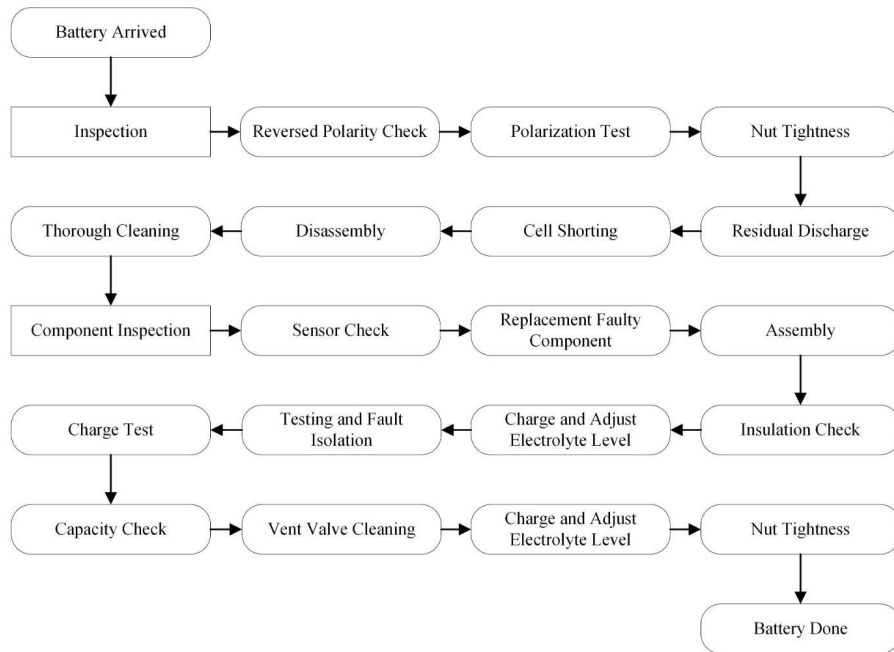 Battery Arrived
Inspection
Reversed Polarity Check
Polarization Test
Nut Tightness
Residual Discharge
Cell Shorting
Disassembly
Thorough Cleaning
Component Inspection
Sensor Check
Replacement Faulty
Component
Assembly
Insulation Check
Charge and Adjust
Electrolyte Level
Testing and Fault
Isolation
Charge Test
Capacity Check
Vent Valve Cleaning
Charge and Adjust
Electrolyte Level
Nut Tightness
Battery Done